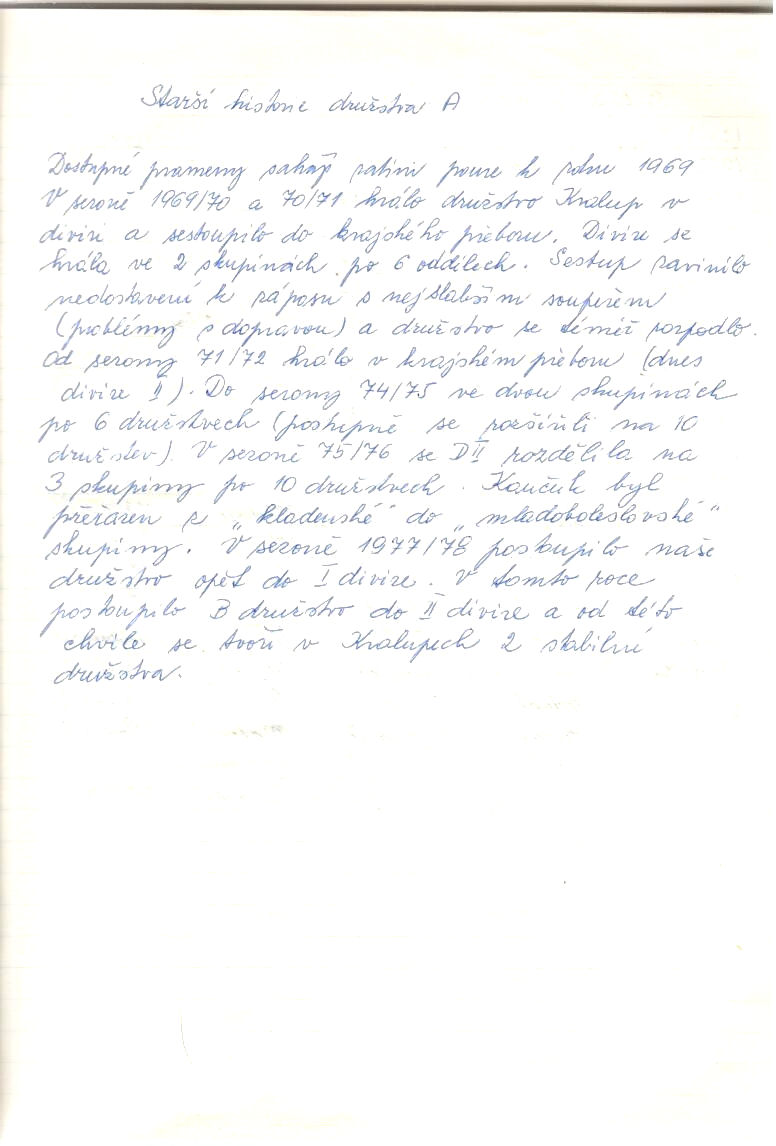 Starší historie družstva A
Dostupné prameny sahají zatím pouze k roku 1969
V sezoně 1969/70 a 70/71 hrálo družstvo Kralup v
divizi a sestoupilo do krajského přeboru. Divize se
hrála ve 2 skupinách po 6 oddílech. Sestup zavinilo
nedostavení k zápasu s nejslabším soupeřem
(problémy s dopravou) a družstvo se téměř rozpadlo.
Od sezony 71/72 hrálo v krajském přeboru (dnes
divize II). Do sezony 74/75 ve dvou skupinách
po 6 družstvech (postupně se rozšířili na 10
družstev). V sezoně 75/76 se DII rozdělila na
3 skupiny po 10 družstvech. Kaučuk byl
přeřazen z „kladenské" do „mladoboleslavské"
skupiny. V sezoně 1977/78 postoupilo naše
družstvo opět do I divize. V tomto roce
postoupilo B družstvo do II divize a od této
chvíle se tvoří v Kralupech 2 stabilní
družstva.